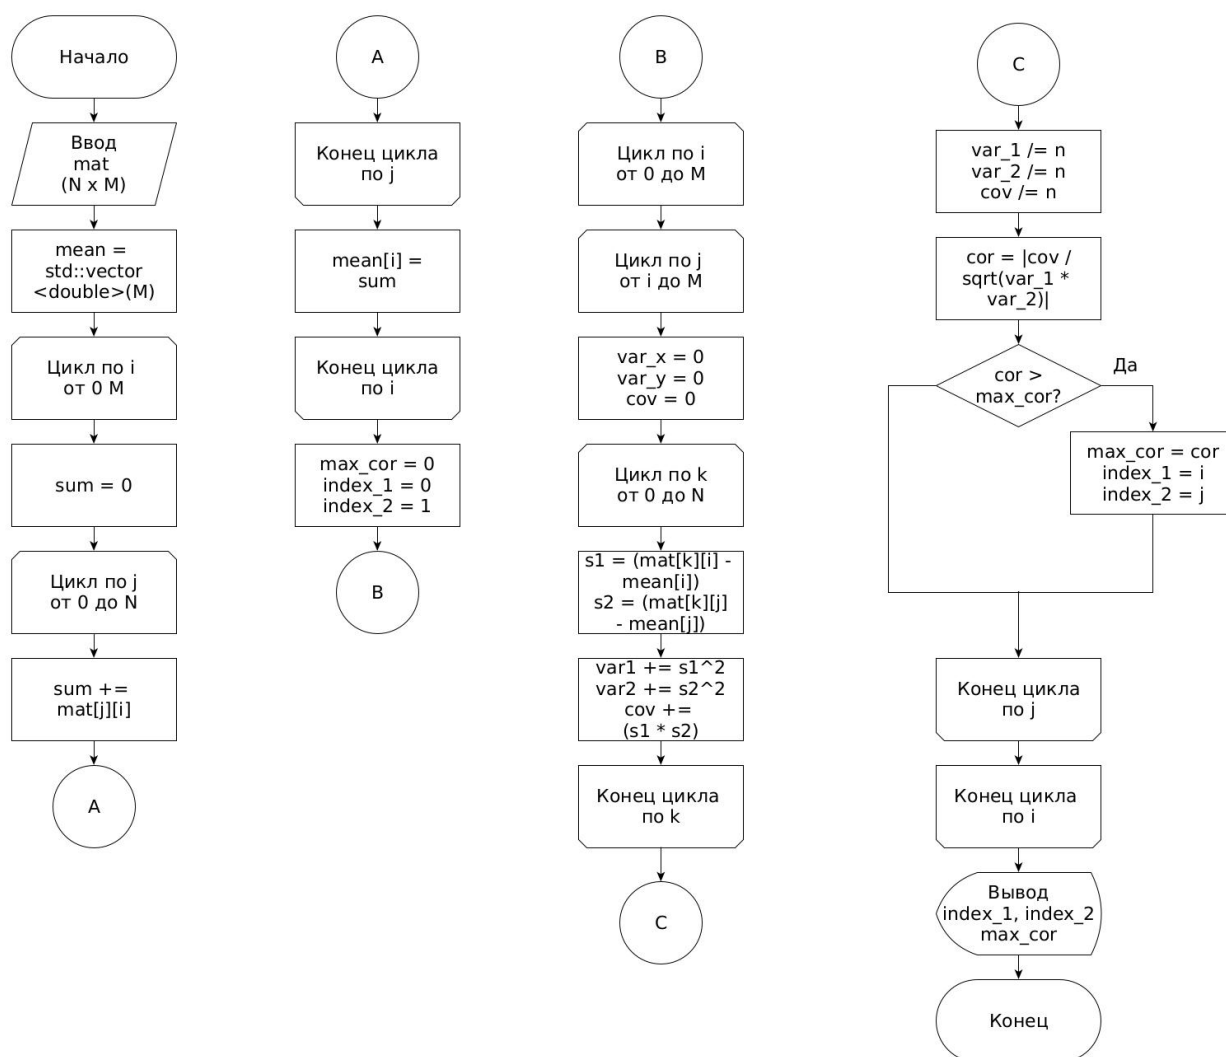 Начало
Ввод
mat
(N x M)
mean =
std::vector
<double>(M)
Цикл по i
от 0 M
sum = 0
Цикл по j
от 0 до N
sum +=
mat[j][i]
A
A
Конец цикла
по j
mean[i] =
sum
Конец цикла
по i
max_cor = 0
index_1 = 0
index_2 = 1
B
B
Цикл по i
от 0 до M
Цикл по j
от i до M
var_x = 0
var_y = 0
cov = 0
Цикл по k
от 0 до N
s1 = (mat[k][i] -
mean[i])
s2 = (mat[k][j]
- mean[j])
var1 += s1^2
var2 += s2^2
cov +=
(s1 * s2)
Конец цикла
по k
C
C
var_1 /= n
var_2 /= n
cov /= n
cor = |cov /
sqrt(var_1 *
var_2)|
cor >
max_cor?
Да
max_cor = cor
index_1 = i
index_2 = j
Конец цикла
по j
Конец цикла
по i
Вывод
index_1, index_2
max_cor
Конец